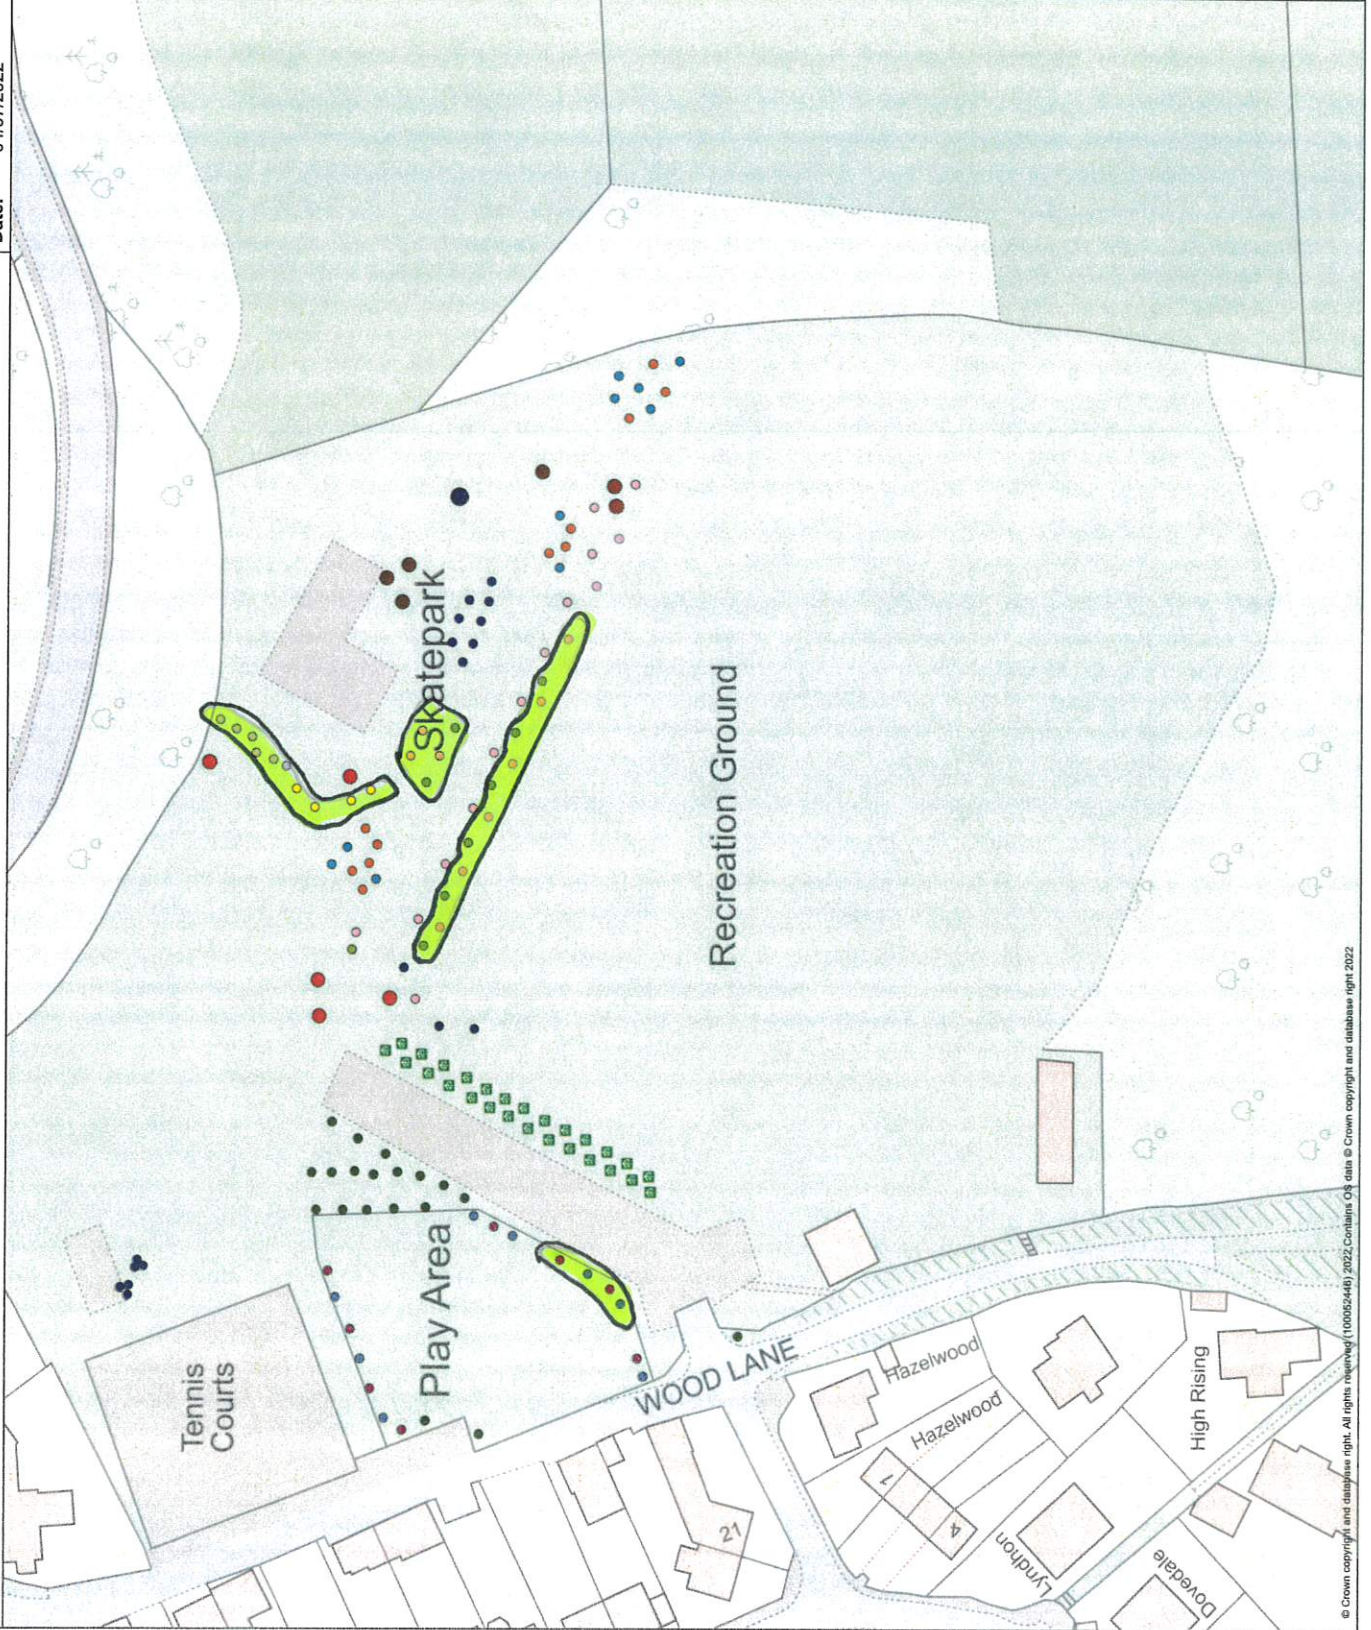 Date:
Skatepark
Recreation Ground
Play Area
Tennis
Courts
WOOD LANE
Hazelwood
Hazelwood
High Rising
1
4
21
Lyndhon
Dovedale
© Crown copyright and database right. All rights reserved (100052446) 2022. Contains OS data © Crown copyright and database right 2022